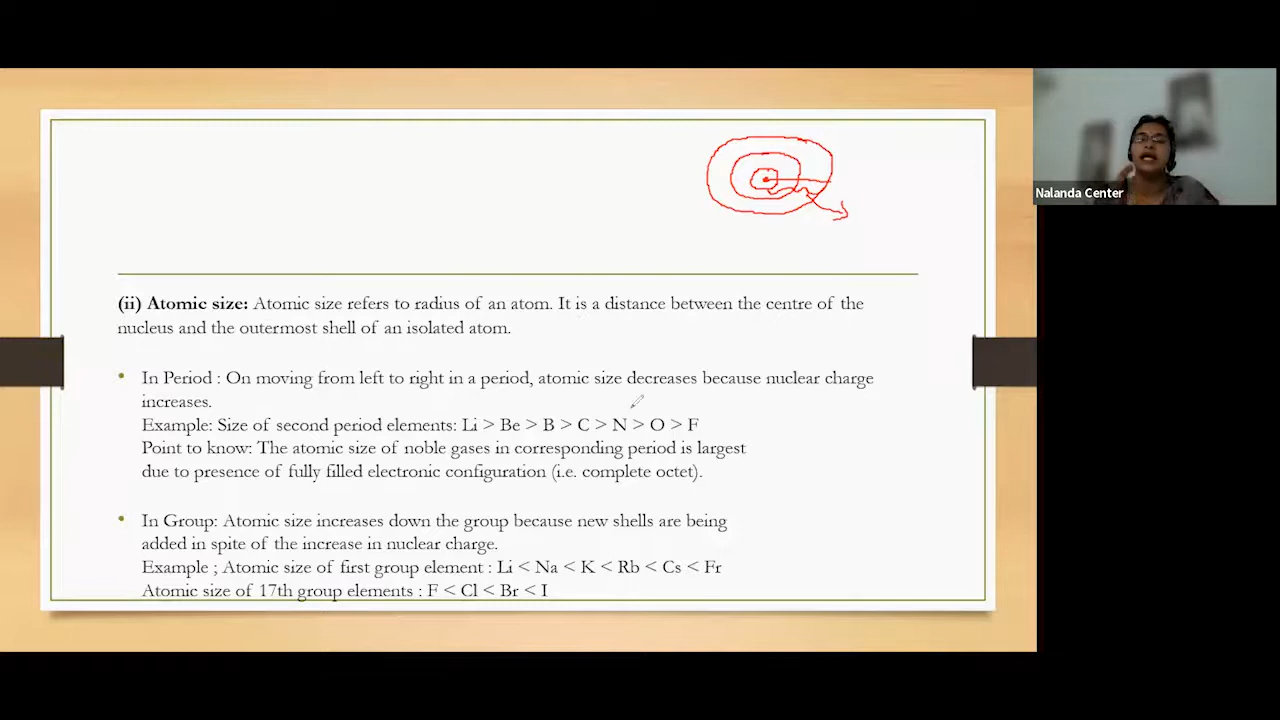 Nalanda Center
(ii) Atomic size: Atomic size refers to radius of an atom. It is a distance between the centre of the
nucleus and the outermost shell of an isolated atom.
• In Period : On moving from left to right in a period, atomic size decreases because nuclear charge
increases.
Example: Size of second period elements: Li > Be > B > C > N > O > F
Point to know: The atomic size of noble gases in corresponding period is largest
due to presence of fully filled electronic configuration (i.e. complete octet).
• In Group: Atomic size increases down the group because new shells are being
added in spite of the increase in nuclear charge.
Example ; Atomic size of first group element : Li < Na < K < Rb < Cs < Fr
Atomic size of 17th group elements : F < Cl < Br < I